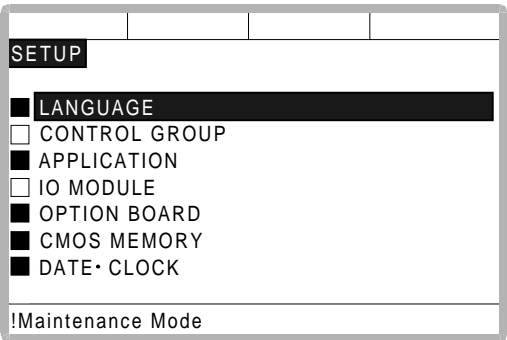 SETUP
LANGUAGE
CONTROL GROUP
APPLICATION
IO MODULE
OPTION BOARD
CMOS MEMORY
DATE･CLOCK
!Maintenance Mode